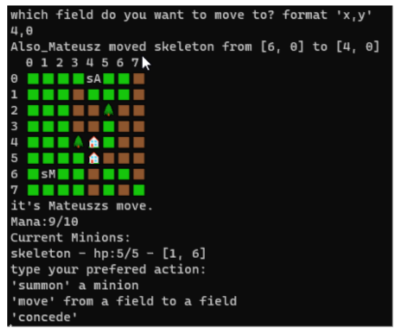 which field do you want to move to? format 'x,y'
4,0
Also_Mateusz moved skeleton from [6, 0] to [4, 0]
0 1 2 3 4 5 6 7
0 sA
1
2
3
4
5
6 sM
7
it's Mateuszs move.
Mana:9/10
Current Minions:
skeleton - hp:5/5 - [1, 6]
type your prefered action:
'summon' a minion
'move' from a field to a field
'concede'